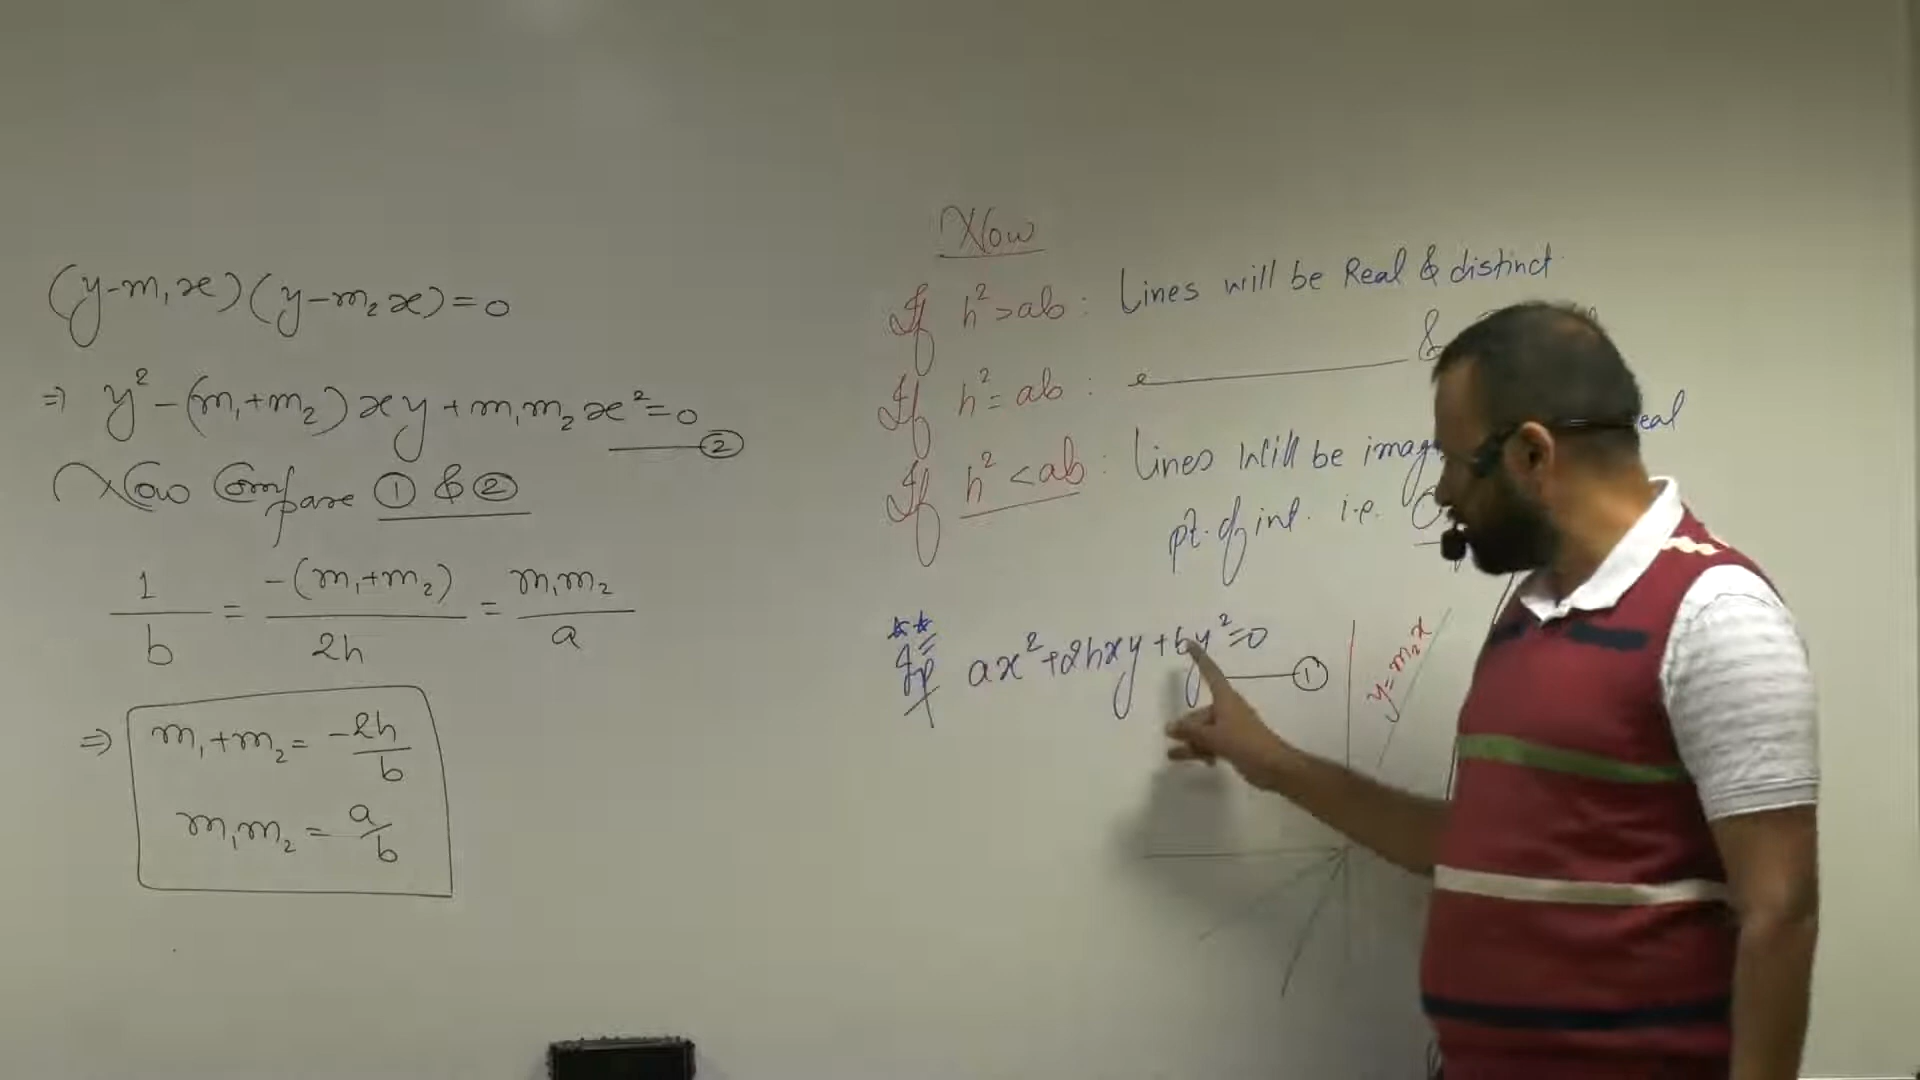 (y-m₁x)(y-m₂x)=0
⇒ y²-(m₁+m₂)xy+m₁m₂x²=0 ②
Now Compare ① & ②
1/b = -(m₁+m₂)/2h = m₁m₂/a
⇒ m₁+m₂= -2h/b
m₁m₂ = a/b
Now
If h²>ab : Lines will be Real & distinct
If h²=ab : &
If h²<ab : Lines will be eal
pt. of int. i.e.
If ax²+2hxy+by²=0 ①
y=m₂x